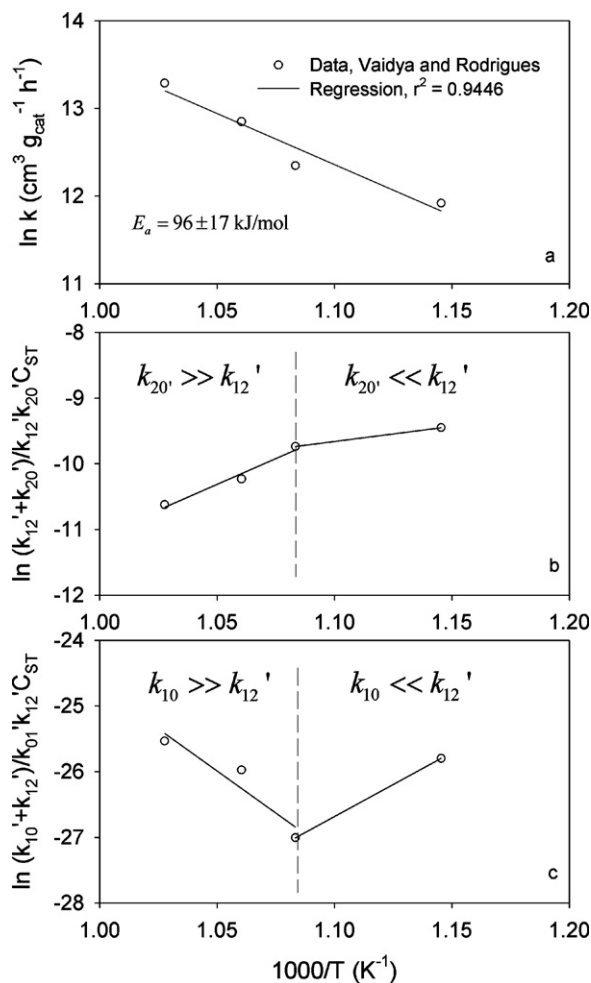 14
Data, Vaidya and Rodrigues
Regression, r² = 0.9446
13
12
Eₐ = 96 ±17 kJ/mol
11
a
1.00 1.05 1.10 1.15 1.20
ln k (cm³ g_cat⁻¹ h⁻¹)
-8
k₂₀' >> k₁₂' k₂₀' << k₁₂'
-9
-10
-11
-12
b
1.00 1.05 1.10 1.15 1.20
ln (k₁₂'+k₂₀')/k₁₂'k₂₀'C_ST
-24
k₁₀ >> k₁₂' k₁₀ << k₁₂'
-25
-26
-27
-28
c
1.00 1.05 1.10 1.15 1.20
ln (k₁₀'+k₁₂')/k₀₁'k₁₂'C_ST
1000/T (K⁻¹)